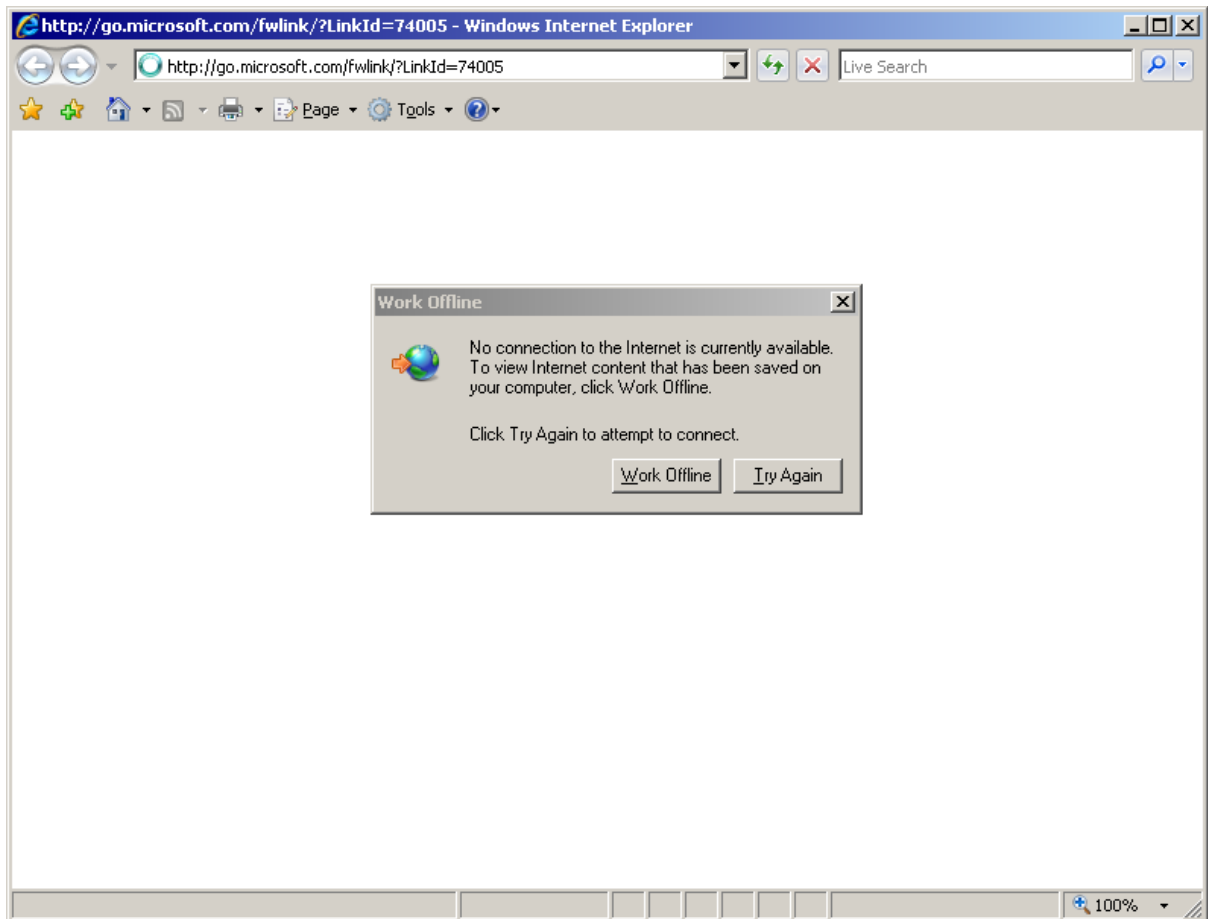 http://go.microsoft.com/fwlink/?LinkId=74005 - Windows Internet Explorer
http://go.microsoft.com/fwlink/?LinkId=74005 Live Search
Page Tools
Work Offline
No connection to the Internet is currently available.
To view Internet content that has been saved on
your computer, click Work Offline.
Click Try Again to attempt to connect.
Work Offline Try Again
100%